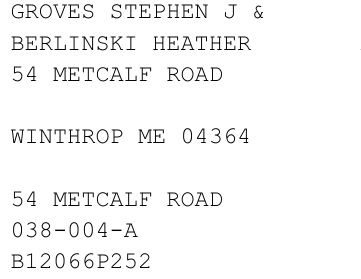 GROVES STEPHEN J &
BERLINSKI HEATHER
54 METCALF ROAD
WINTHROP ME 04364
54 METCALF ROAD
038-004-A
B12066P252